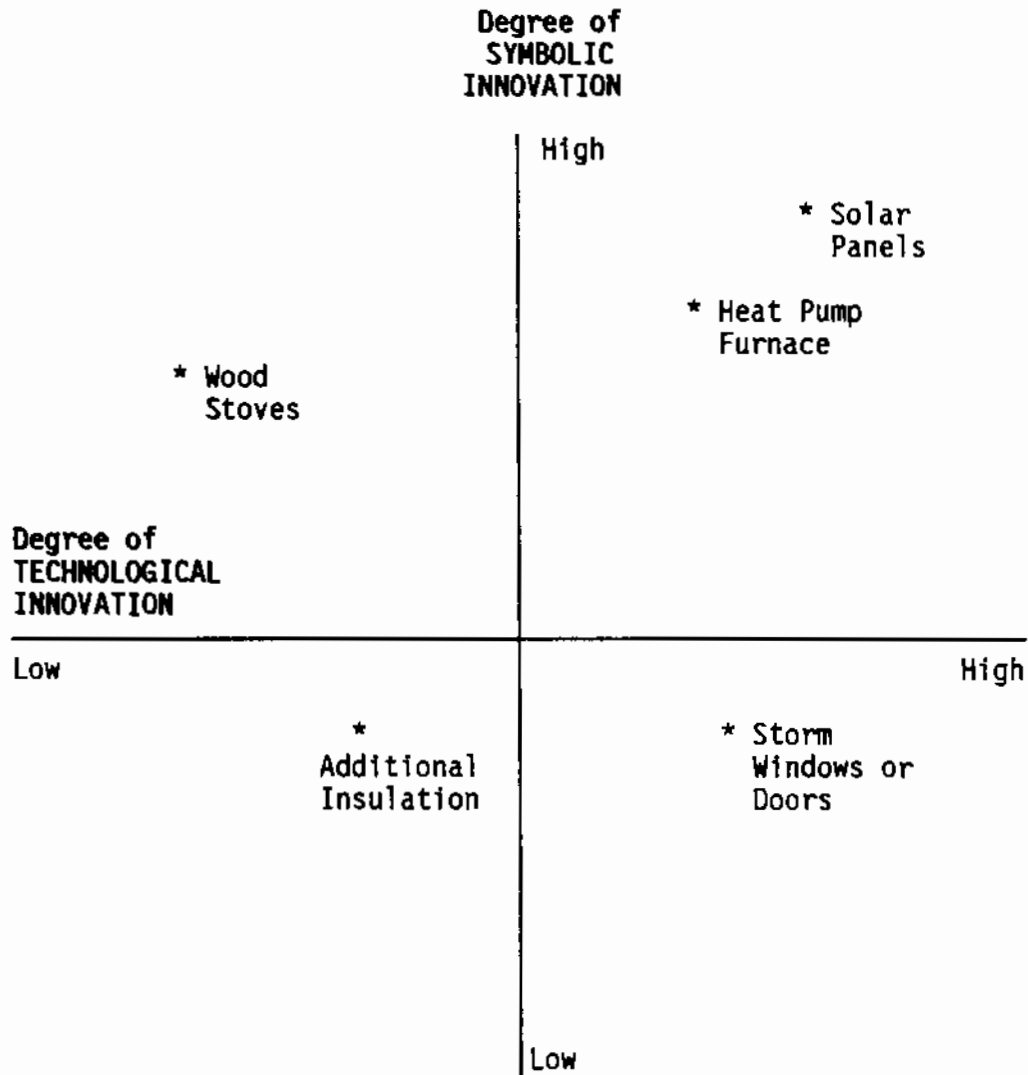 Degree of
SYMBOLIC
INNOVATION
High
* Solar
Panels
* Heat Pump
Furnace
* Wood
Stoves
Degree of
TECHNOLOGICAL
INNOVATION
Low
High
*
Additional
Insulation
* Storm
Windows or
Doors
Low